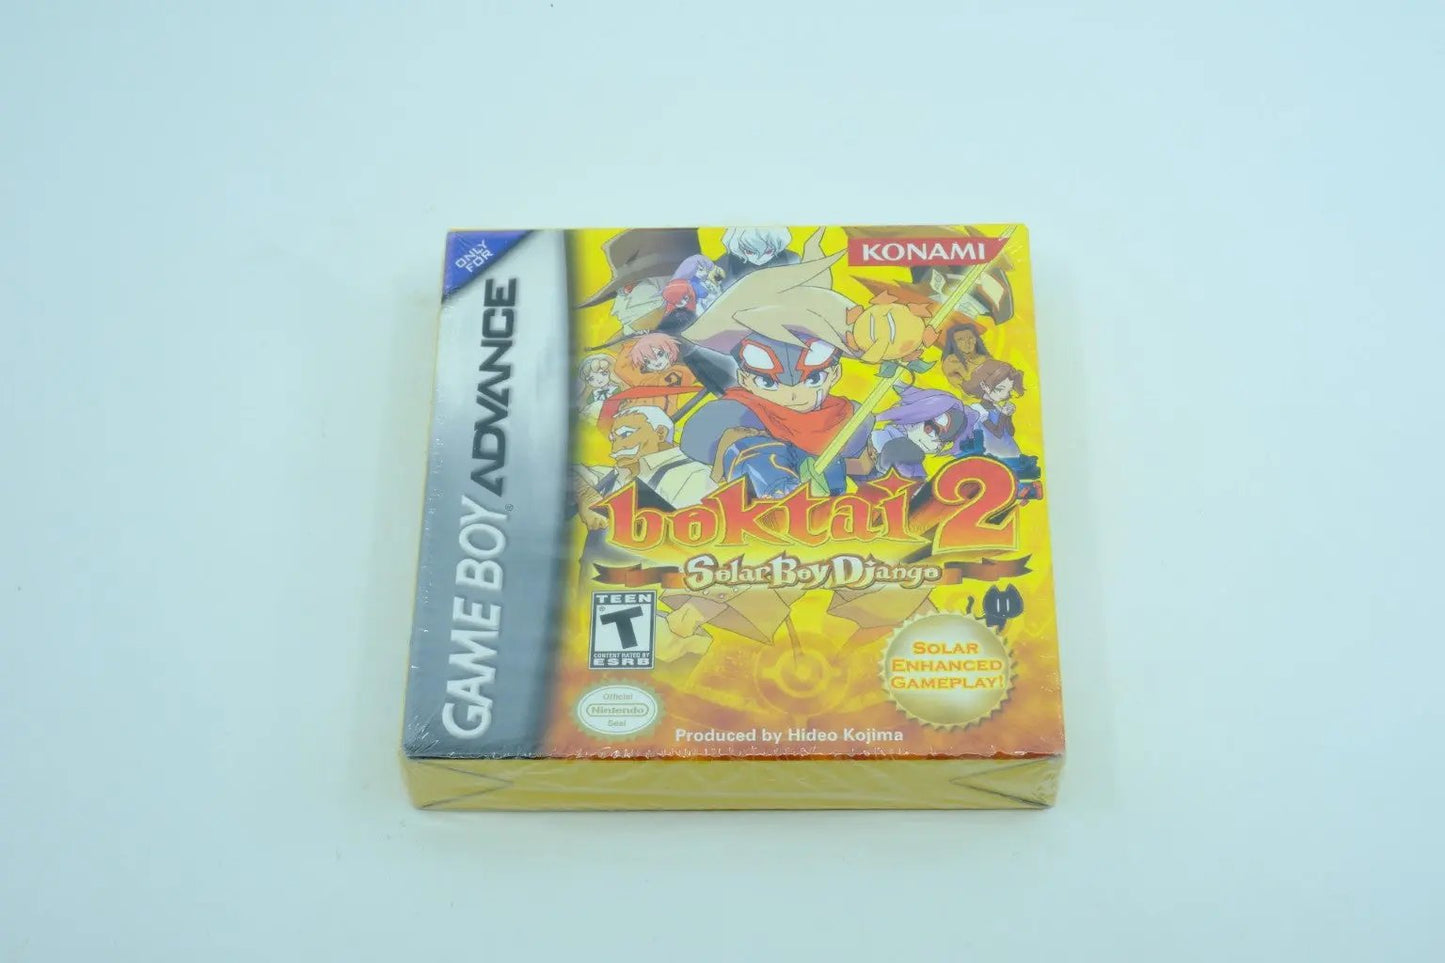 ONLY
FOR
GAME BOY ADVANCE
KONAMI
boktai 2
Solar Boy Django
TEEN
T
CONTENT RATED BY
ESRB
SOLAR
ENHANCED
GAMEPLAY!
Official
Nintendo
Seal
Produced by Hideo Kojima